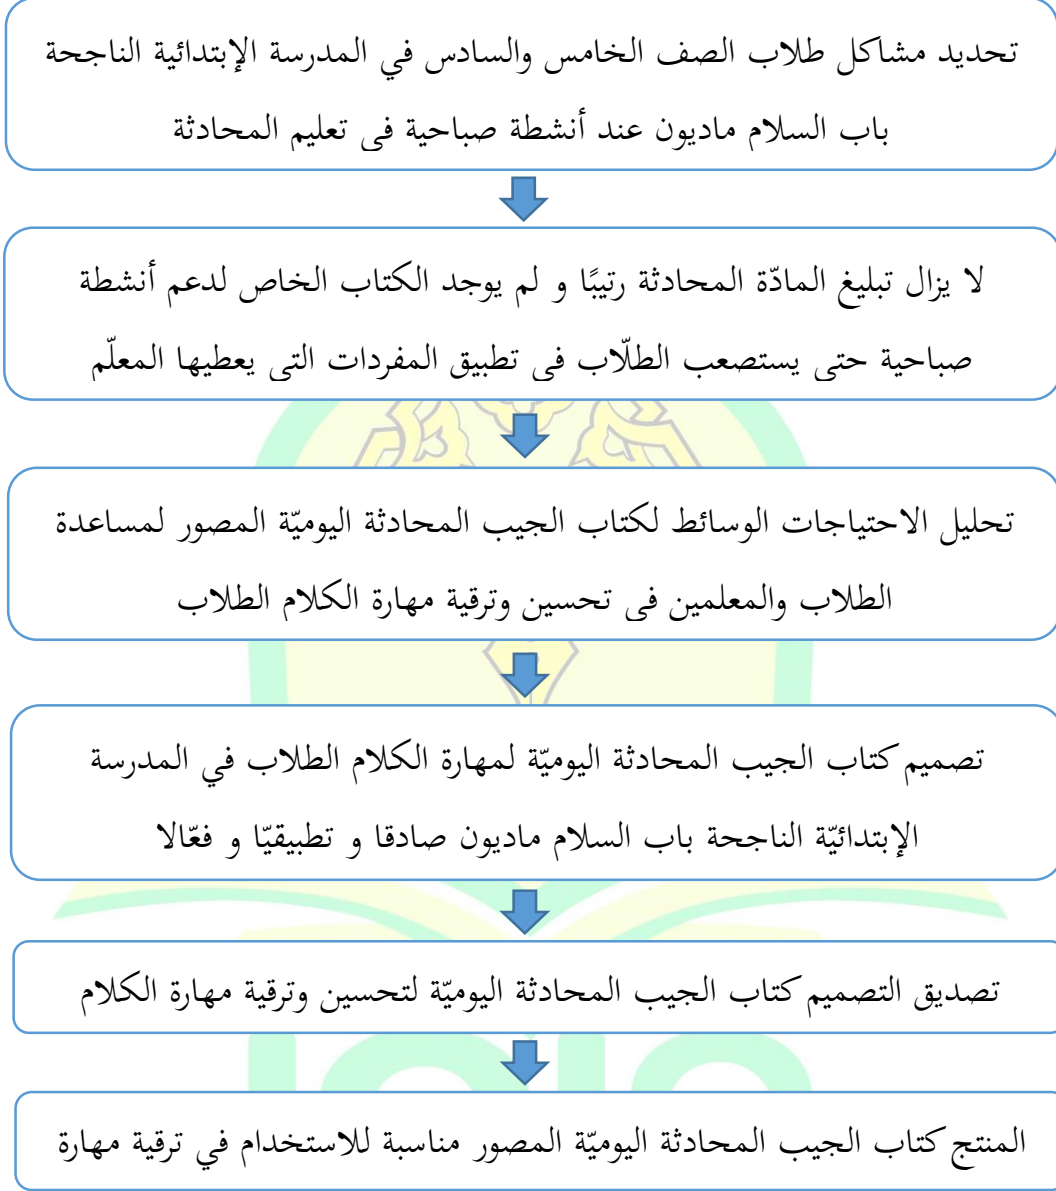 تحديد مشاكل طلاب الصف الخامس والسادس في المدرسة الإبتدائية الناجحة
باب السلام ماديون عند أنشطة صباحية في تعليم المحادثة
لا يزال تبليغ المادّة المحادثة رتيبًا و لم يوجد الكتاب الخاص لدعم أنشطة
صباحية حتى يستصعب الطلّاب في تطبيق المفردات التي يعطيها المعلّم
تحليل الاحتياجات الوسائط لكتاب الجيب المحادثة اليوميّة المصور لمساعدة
الطلاب والمعلمين في تحسين وترقية مهارة الكلام الطلاب
تصميم كتاب الجيب المحادثة اليوميّة لمهارة الكلام الطلاب في المدرسة
الإبتدائيّة الناجحة باب السلام ماديون صادقا و تطبيقيّا و فعّالا
تصديق التصميم كتاب الجيب المحادثة اليوميّة لتحسين وترقية مهارة الكلام
المنتج كتاب الجيب المحادثة اليوميّة المصور مناسبة للاستخدام في ترقية مهارة